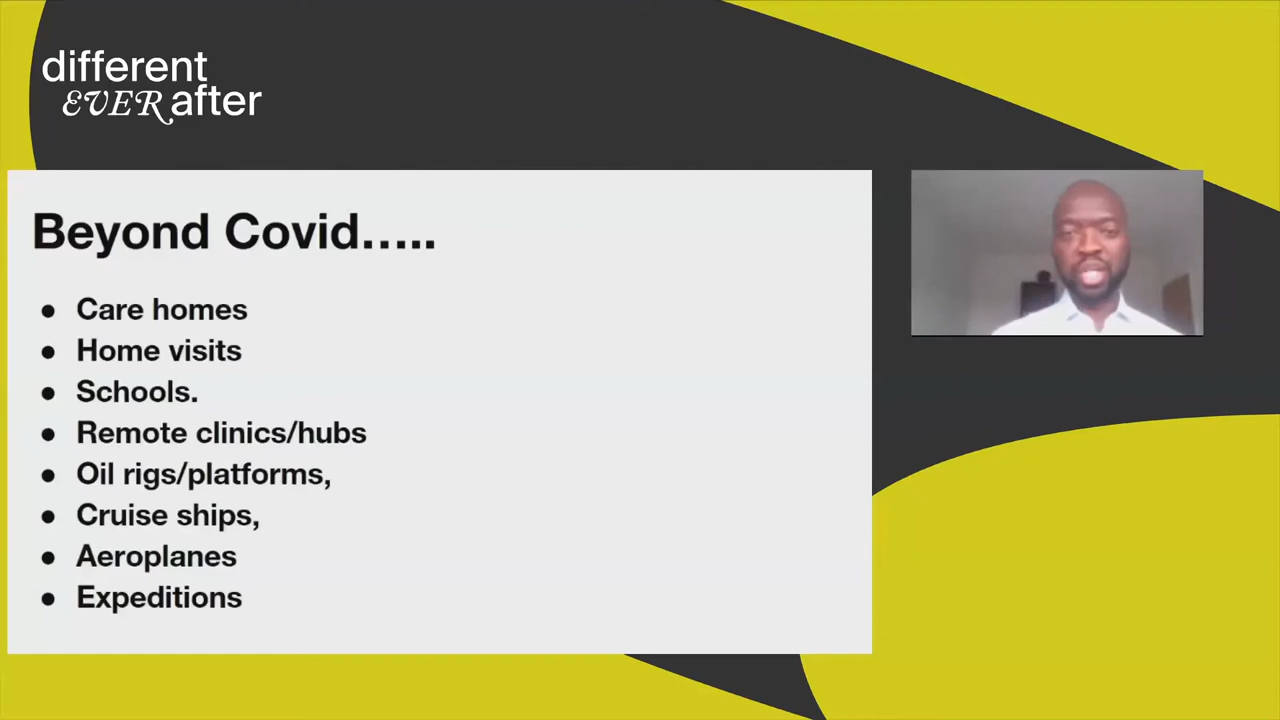 different
EVER after
Beyond Covid.....
● Care homes
● Home visits
● Schools.
● Remote clinics/hubs
● Oil rigs/platforms,
● Cruise ships,
● Aeroplanes
● Expeditions